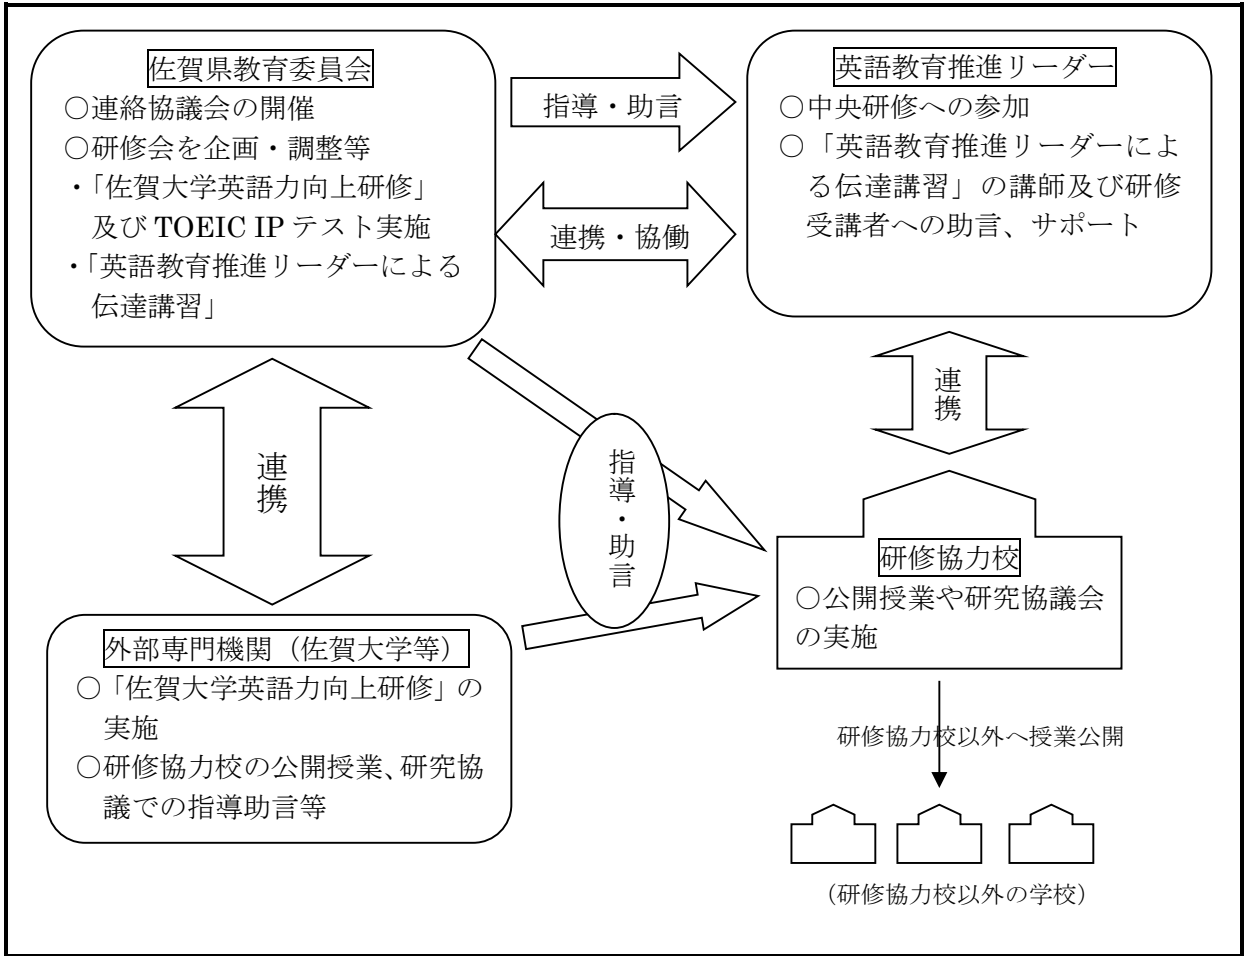 佐賀県教育委員会
○連絡協議会の開催
○研修会を企画・調整等
・「佐賀大学英語力向上研修」
及び TOEIC IP テスト実施
・「英語教育推進リーダーによる
伝達講習」
指導・助言
連携・協働
英語教育推進リーダー
○中央研修への参加
○「英語教育推進リーダーによ
る伝達講習」の講師及び研修
受講者への助言、サポート
連携
連携
指導・助言
研修協力校
○公開授業や研究協議会
の実施
外部専門機関（佐賀大学等）
○「佐賀大学英語力向上研修」の
実施
○研修協力校の公開授業、研究協
議での指導助言等
研修協力校以外へ授業公開
（研修協力校以外の学校）